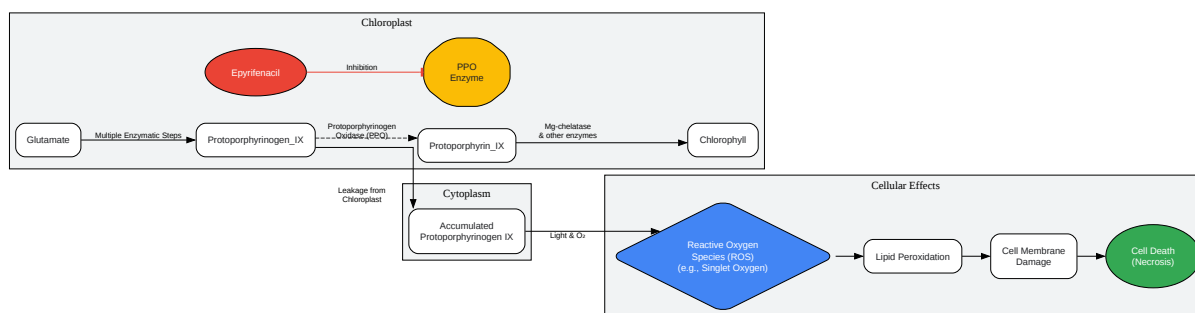 Chloroplast
Epyrifenacil
Inhibition
PPO
Enzyme
Glutamate
Multiple Enzymatic Steps
Protoporphyrinogen_IX
Protoporphyrinogen
Oxidase (PPO)
Protoporphyrin_IX
Mg-chelatase
& other enzymes
Chlorophyll
Leakage from
Chloroplast
Cytoplasm
Accumulated
Protoporphyrinogen IX
Light & O₂
Cellular Effects
Reactive Oxygen
Species (ROS)
(e.g., Singlet Oxygen)
Lipid Peroxidation
Cell Membrane
Damage
Cell Death
(Necrosis)